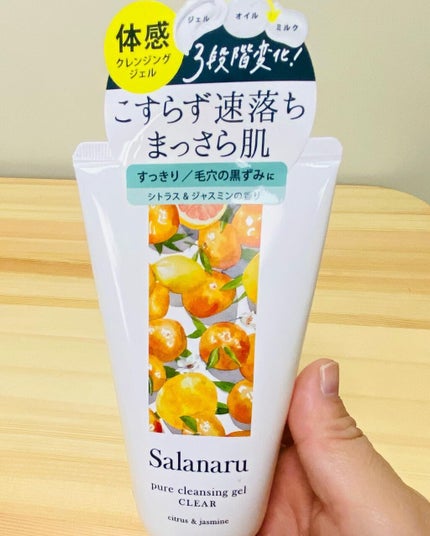 体感
クレンジング
ジェル
ジェル
オイル
ミルク
3段階変化!
こすらず速落ち
まっさら肌
すっきり／毛穴の黒ずみに
シトラス&ジャスミンの香り
Salanaru
pure cleansing gel
CLEAR
citrus & jasmine